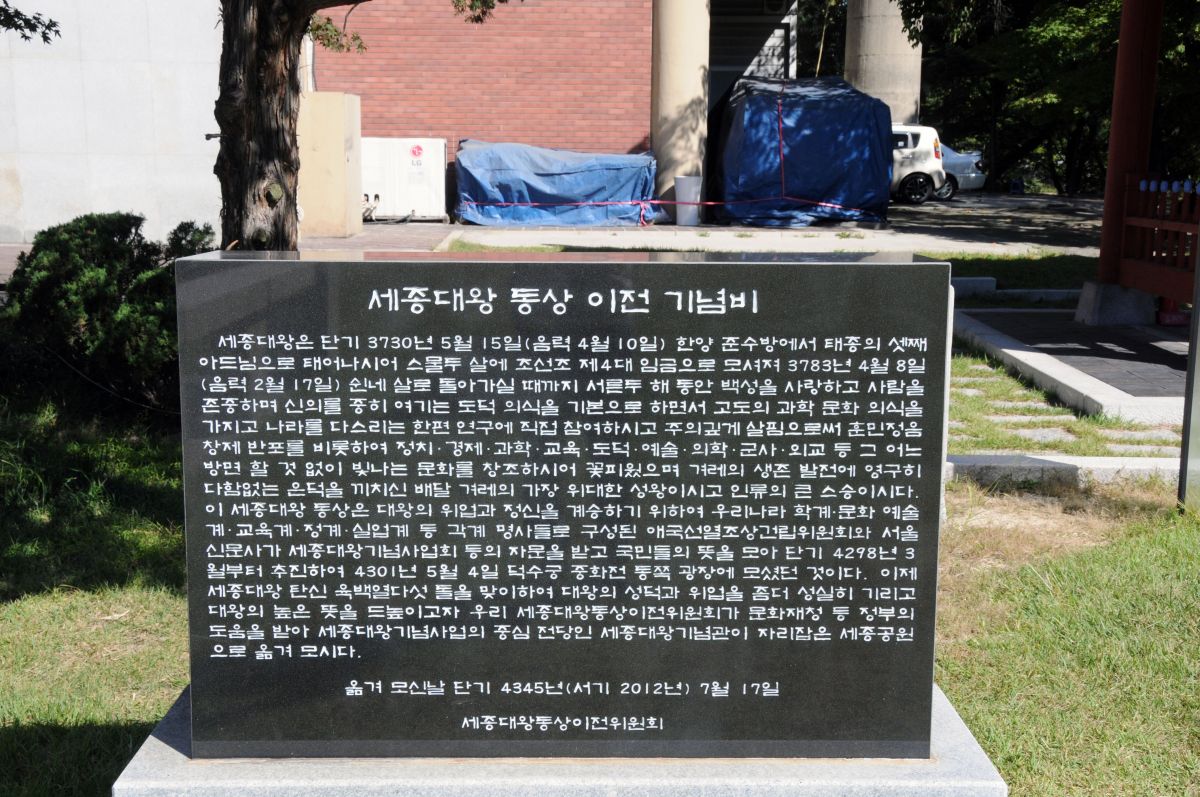 LG
세종대왕 동상 이전 기념비
세종대왕은 단기 3730년 5월 15일(음력 4월 10일) 한양 준수방에서 태종의 셋째
아드님으로 태어나시어 스물두 살에 조선조 제4대 임금으로 모셔져 3783년 4월 8일
(음력 2월 17일) 쉰네 살로 돌아가실 때까지 서른두 해 동안 백성을 사랑하고 사람을
존중하며 신의를 중히 여기는 도덕 의식을 기본으로 하면서 고도의 과학 문화 의식을
가지고 나라를 다스리는 한편 연구에 직접 참여하시고 주의깊게 살핌으로써 훈민정음
창제 반포를 비롯하여 정치·경제·과학·교육·도덕·예술·의학·군사·외교 등 그 어느
방면 할 것 없이 빛나는 문화를 창조하시어 꽃피웠으며 겨레의 생존 발전에 영구히
다함없는 은덕을 끼치신 배달 겨레의 가장 위대한 성왕이시고 인류의 큰 스승이시다.
이 세종대왕 동상은 대왕의 위업과 정신을 계승하기 위하여 우리나라 학계·문화 예술
계·교육계·정계·실업계 등 각계 명사들로 구성된 애국선열조상건립위원회와 서울
신문사가 세종대왕기념사업회 등의 자문을 받고 국민들의 뜻을 모아 단기 4298년 3
월부터 추진하여 4301년 5월 4일 덕수궁 중화전 동쪽 광장에 모셨던 것이다. 이제
세종대왕 탄신 육백열다섯 돌을 맞이하여 대왕의 성덕과 위업을 좀더 성실히 기리고
대왕의 높은 뜻을 드높이고자 우리 세종대왕동상이전위원회가 문화재청 등 정부의
도움을 받아 세종대왕기념사업의 중심 전당인 세종대왕기념관이 자리잡은 세종공원
으로 옮겨 모시다.
옮겨 모신날 단기 4345년(서기 2012년) 7월 17일
세종대왕동상이전위원회